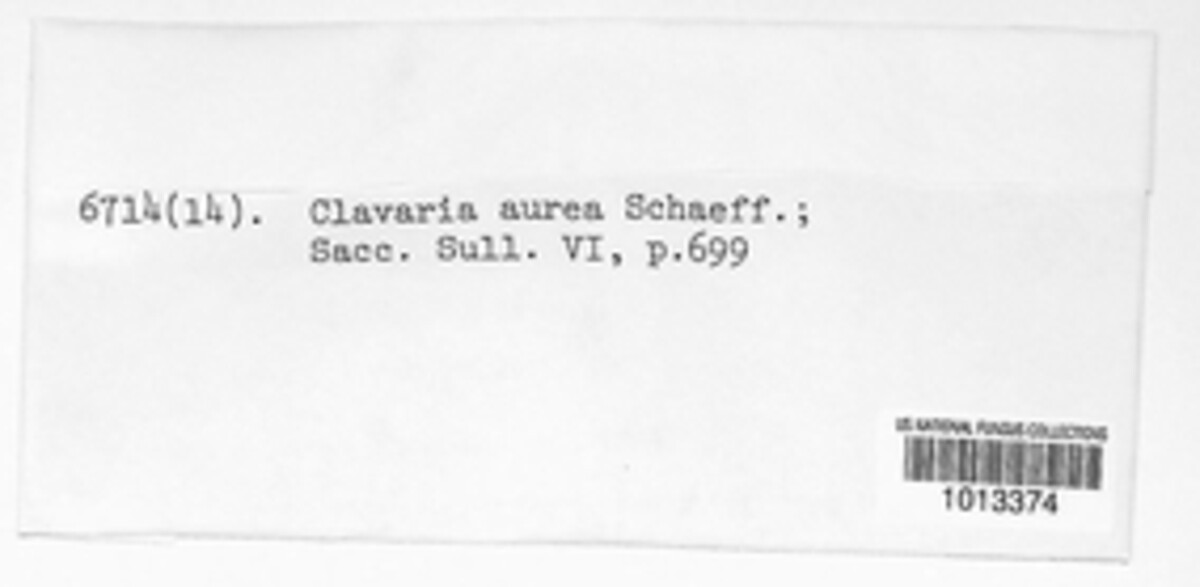 6714(14). Clavaria aurea Schaeff.;
Sacc. Sull. VI, p.699
US NATIONAL FUNGUS COLLECTIONS
1013374